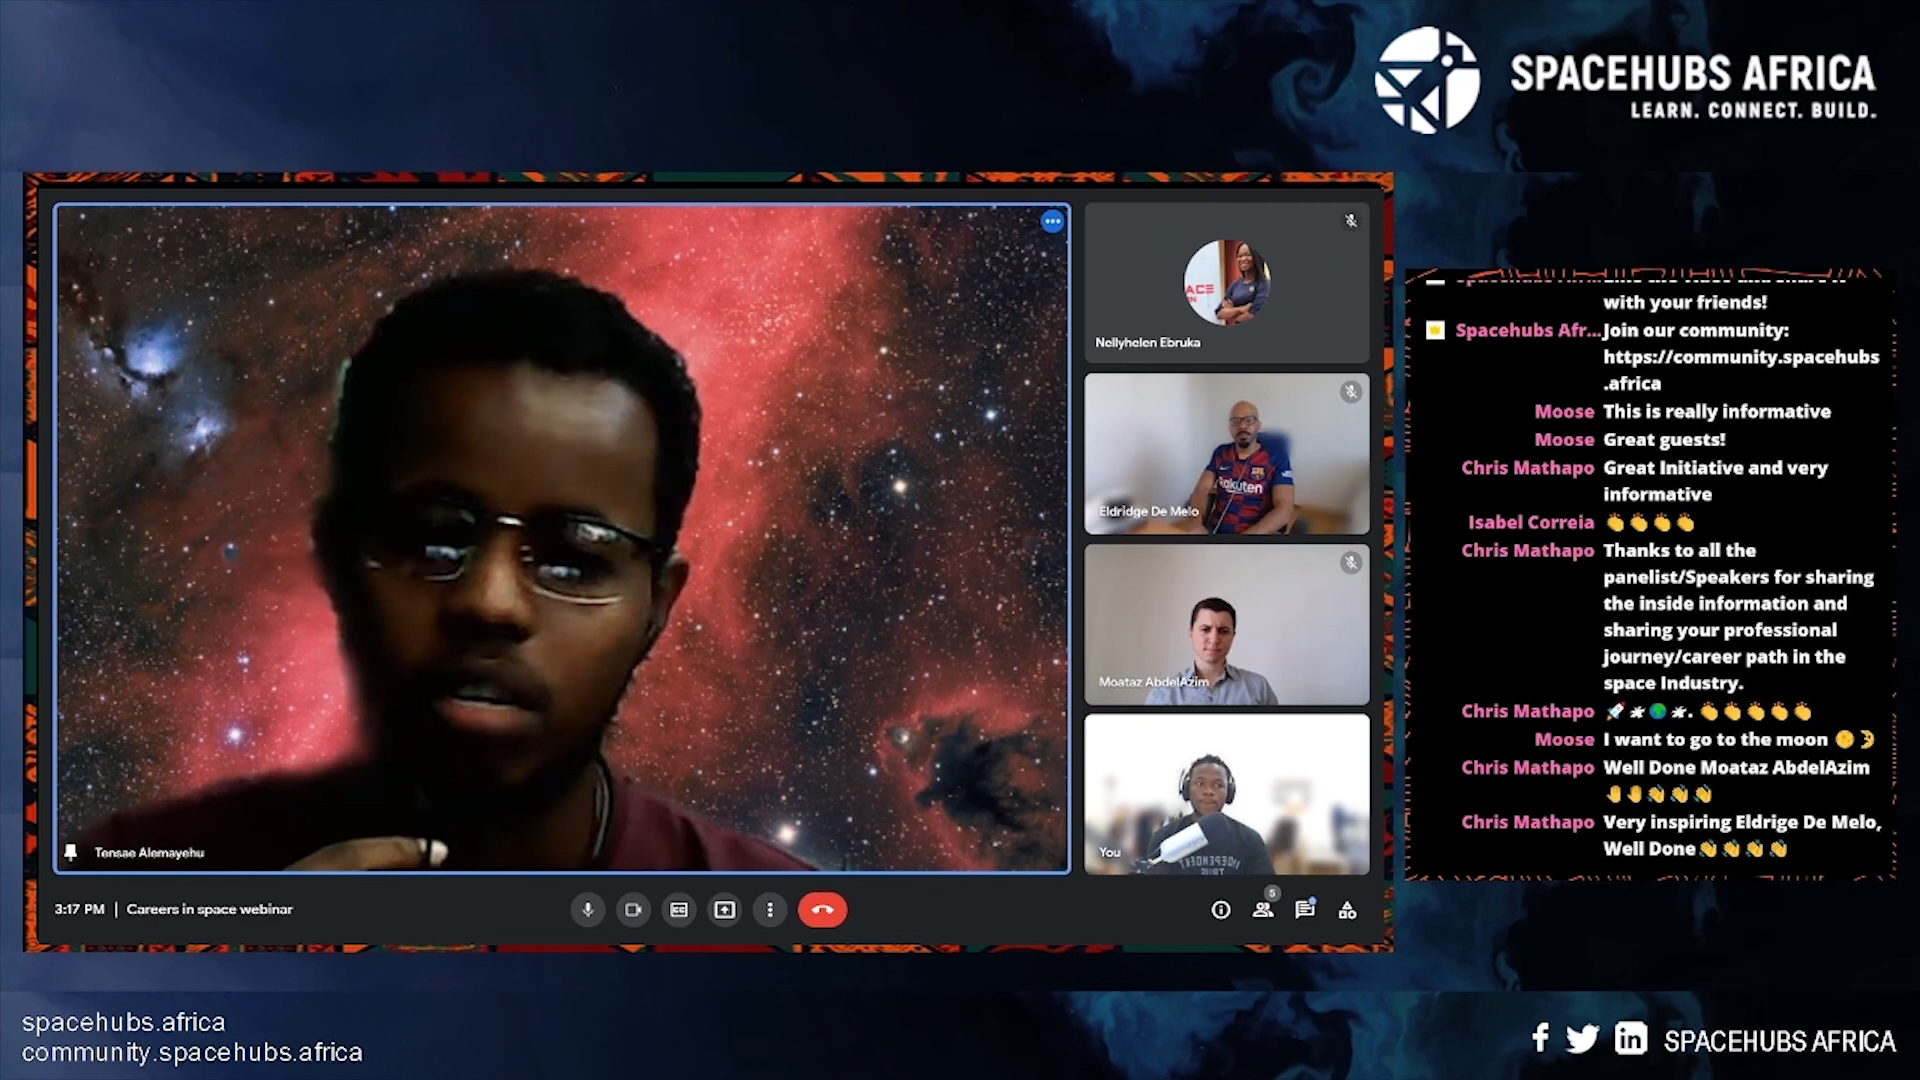 SPACEHUBS AFRICA
LEARN. CONNECT. BUILD.
ACE
Nellyhelen Ebruka
Rakuten
Eldridge De Melo
Moataz AbdelAzim
INDEPENDENT
You
Tensae Alemayehu
3:17 PM | Careers in space webinar
5
with your friends!
Spacehubs Afr... Join our community:
https://community.spacehubs
.africa
Moose This is really informative
Moose Great guests!
Chris Mathapo Great Initiative and very
informative
Isabel Correia 👏👏👏👏
Chris Mathapo Thanks to all the
panelist/Speakers for sharing
the inside information and
sharing your professional
journey/career path in the
space Industry.
Chris Mathapo 🚀🛰🌍🛰. 👏👏👏👏👏
Moose I want to go to the moon 🌕🌛
Chris Mathapo Well Done Moataz AbdelAzim
🤚🤚👏👏👏
Chris Mathapo Very inspiring Eldrige De Melo,
Well Done👏👏👏👏
spacehubs.africa
community.spacehubs.africa
SPACEHUBS AFRICA